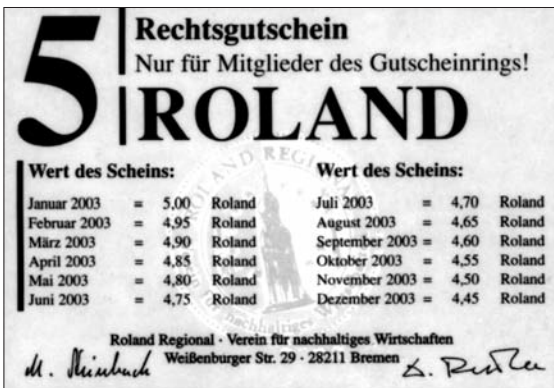 5
Rechtsgutschein
Nur für Mitglieder des Gutscheinrings!
ROLAND
Wert des Scheins:
Januar 2003 = 5,00 Roland
Februar 2003 = 4,95 Roland
März 2003 = 4,90 Roland
April 2003 = 4,85 Roland
Mai 2003 = 4,80 Roland
Juni 2003 = 4,75 Roland
Wert des Scheins:
Juli 2003 = 4,70 Roland
August 2003 = 4,65 Roland
September 2003 = 4,60 Roland
Oktober 2003 = 4,55 Roland
November 2003 = 4,50 Roland
Dezember 2003 = 4,45 Roland
ROLAND REGIONAL
Roland Regional · Verein für nachhaltiges Wirtschaften
Weißenburger Str. 29 · 28211 Bremen